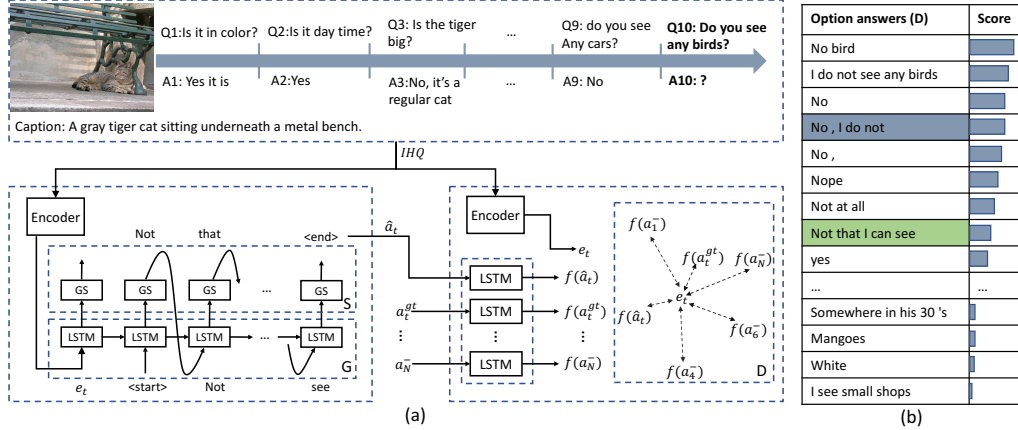 Q1:Is it in color?
Q2:Is it day time?
Q3: Is the tiger
big?
...
Q9: do you see
Any cars?
Q10: Do you see
any birds?
A1: Yes it is
A2:Yes
A3:No, it's a
regular cat
...
A9: No
A10: ?
Caption: A gray tiger cat sitting underneath a metal bench.
IHQ
Encoder
Not
that
<end>
GS
GS
GS
...
GS
S
LSTM
LSTM
LSTM
...
LSTM
G
e_t
<start>
Not
see
â_t
Encoder
e_t
LSTM
f(â_t)
a_t^{gt}
LSTM
f(a_t^{gt})
⋮
⋮
⋮
a_N^-
LSTM
f(a_N^-)
f(a_1^-)
f(a_t^{gt})
f(a_N^-)
e_t
f(â_t)
f(a_6^-)
f(a_4^-)
D
(a)
Option answers (D) Score
No bird
I do not see any birds
No
No , I do not
No ,
Nope
Not at all
Not that I can see
yes
... ...
Somewhere in his 30 's
Mangoes
White
I see small shops
(b)